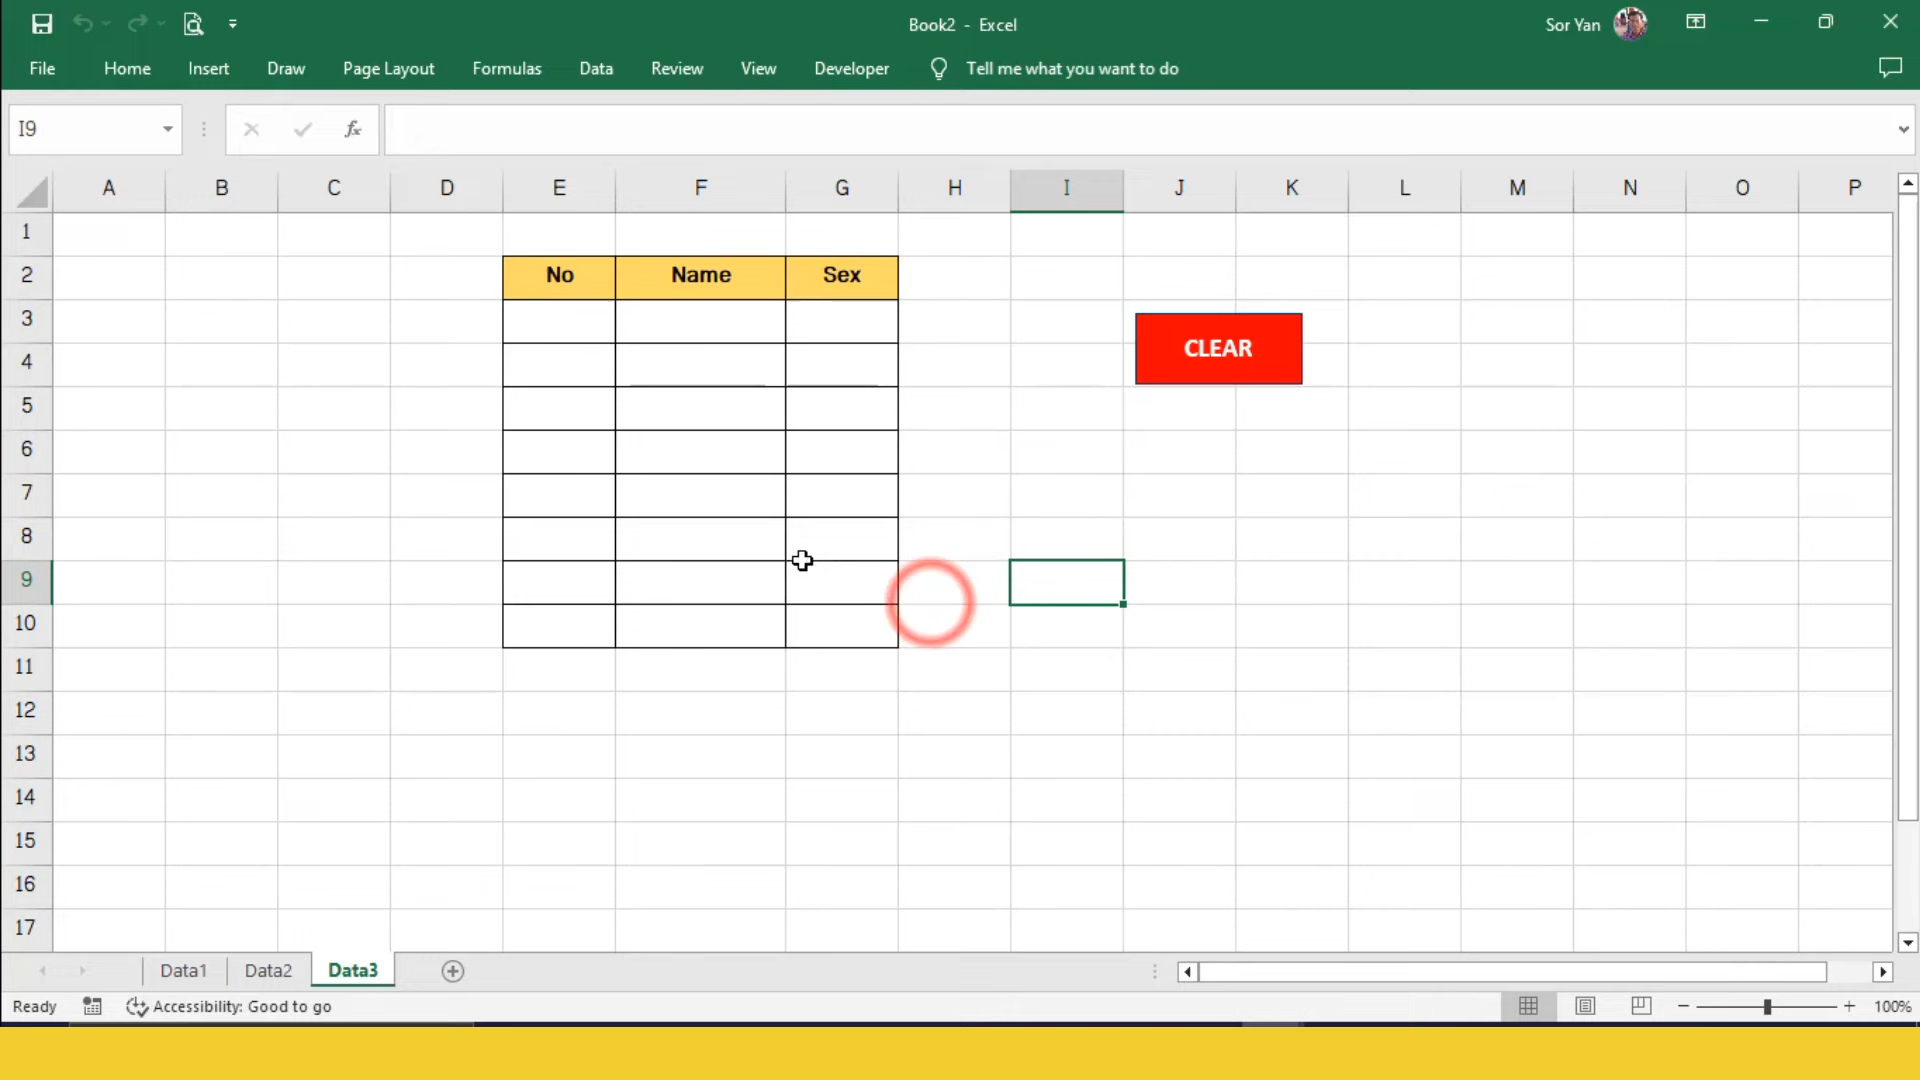 Book2 - Excel
Sor Yan
File Home Insert Draw Page Layout Formulas Data Review View Developer Tell me what you want to do
I9 fx
A B C D E F G H I J K L M N O P
1
2 No Name Sex
3
CLEAR
4
5
6
7
8
9
10
11
12
13
14
15
16
17
Data1 Data2 Data3
Ready Accessibility: Good to go 100%